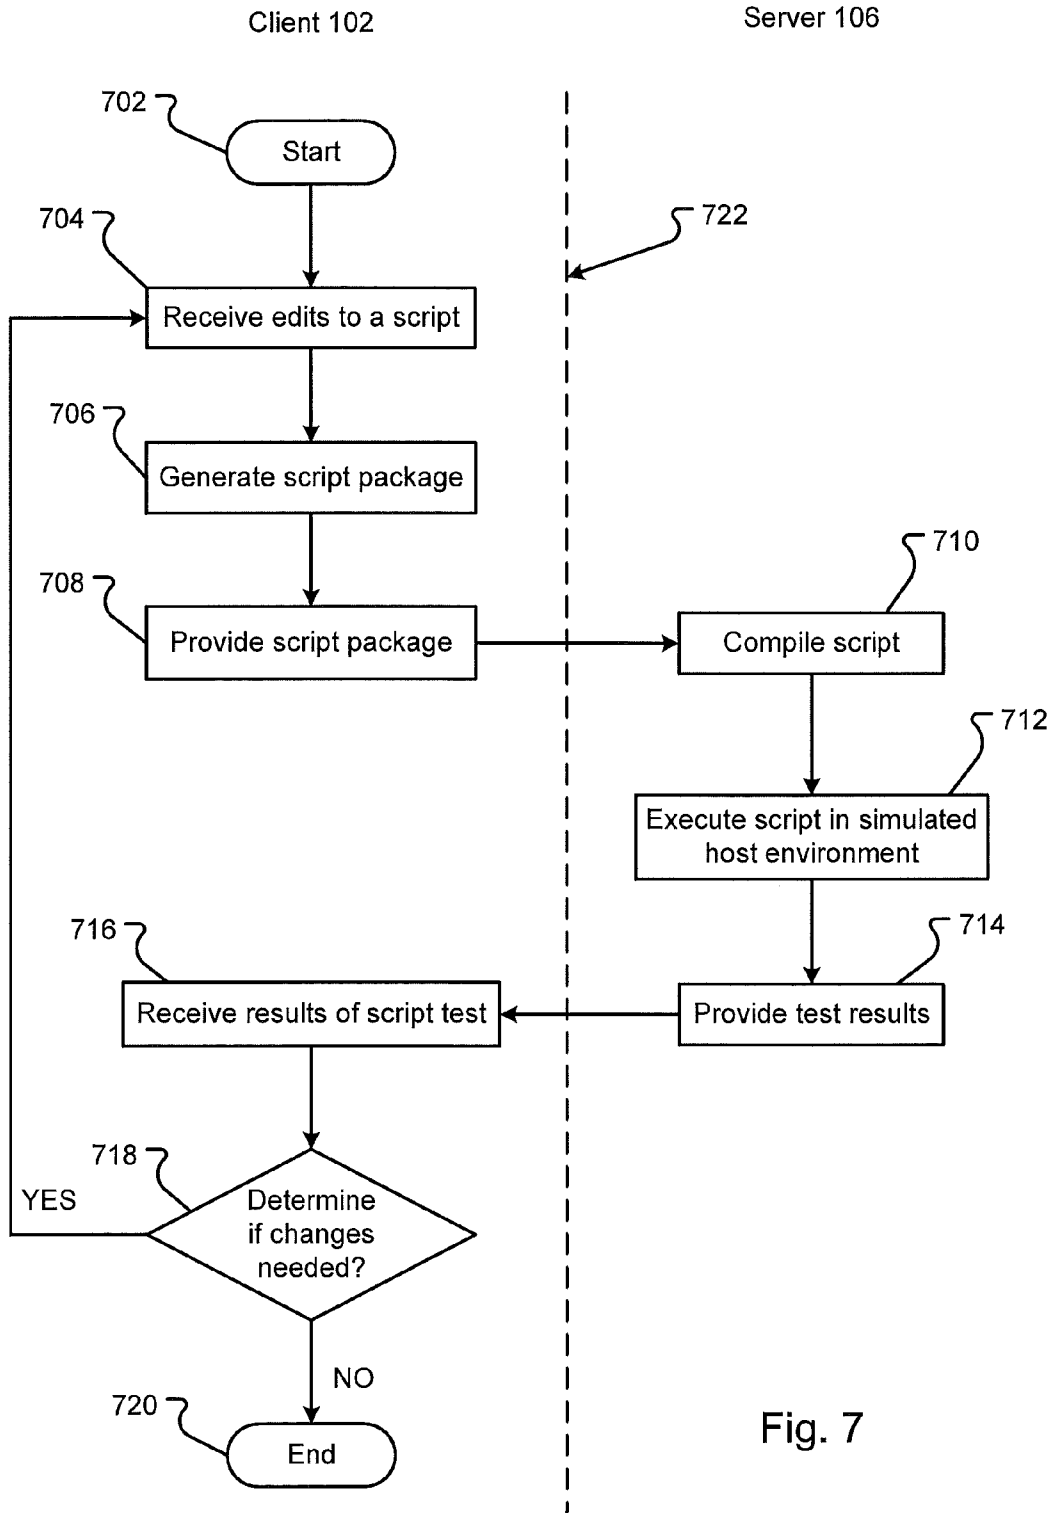 Client 102
Server 106
702
Start
704
722
Receive edits to a script
706
Generate script package
710
708
Provide script package
Compile script
712
Execute script in simulated
host environment
716
714
Receive results of script test
Provide test results
718
YES
Determine
if changes
needed?
NO
720
End
Fig. 7